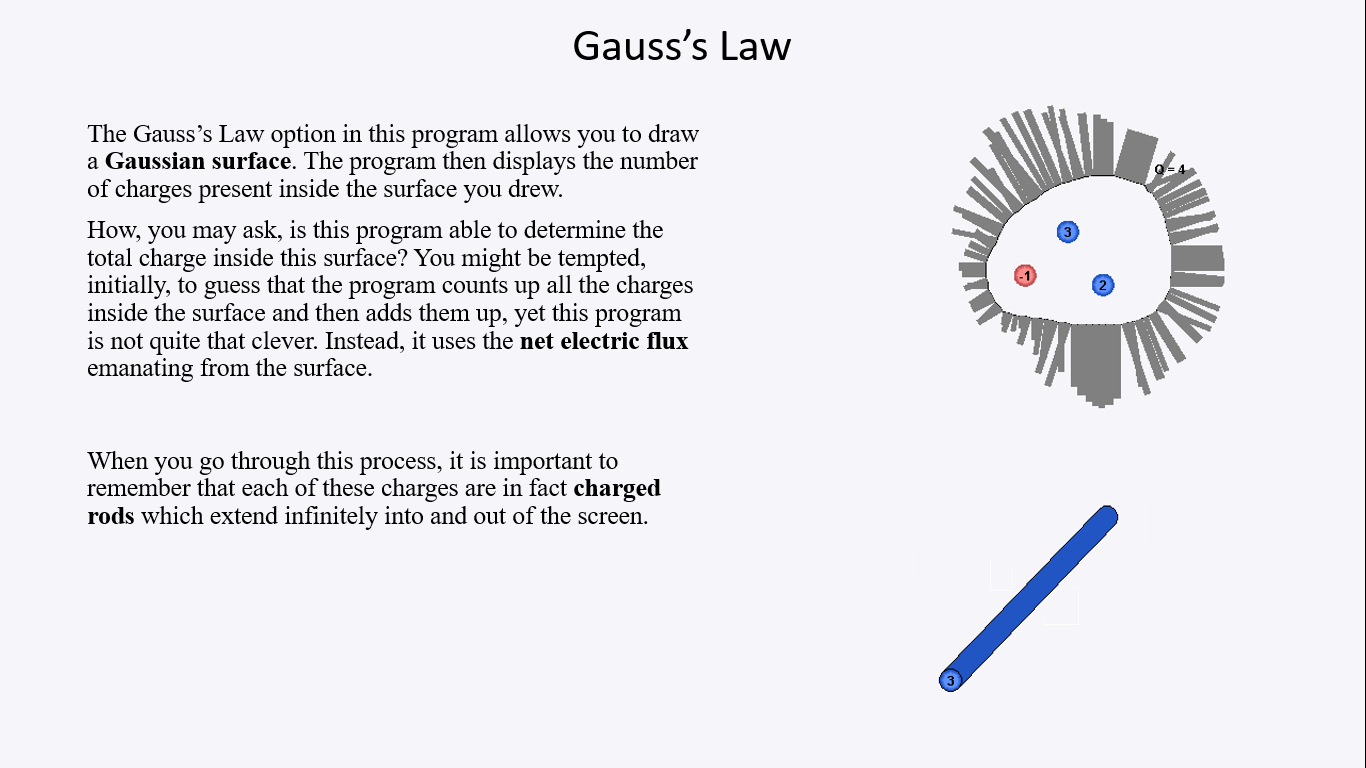 Gauss’s Law
The Gauss’s Law option in this program allows you to draw
a Gaussian surface. The program then displays the number
of charges present inside the surface you drew.
How, you may ask, is this program able to determine the
total charge inside this surface? You might be tempted,
initially, to guess that the program counts up all the charges
inside the surface and then adds them up, yet this program
is not quite that clever. Instead, it uses the net electric flux
emanating from the surface.
When you go through this process, it is important to
remember that each of these charges are in fact charged
rods which extend infinitely into and out of the screen.
Q = 4
3
-1
2
3